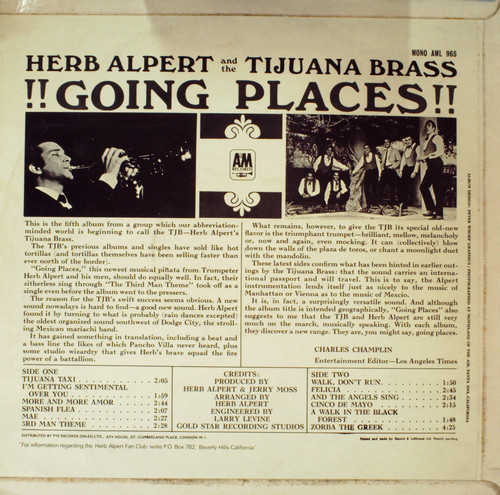 MONO AML 965
HERB ALPERT and the TIJUANA BRASS
!!GOING PLACES!!
A&M
RECORDS
This is the fifth album from a group which our abbreviation-
minded world is beginning to call the TJB—Herb Alpert's
Tijuana Brass.
The TJB's previous albums and singles have sold like hot
tortillas (and tortillas themselves have been selling faster than
ever north of the border).
"Going Places," this newest musical piñata from Trumpeter
Herb Alpert and his men, should do equally well. In fact, their
zitherless zing through "The Third Man Theme" took off as a
single even before the album went to the pressers.
The reason for the TJB's swift success seems obvious. A new
sound nowadays is hard to find—a good new sound. Herb Alpert
found it by turning to what is probably (rain dances excepted)
the oldest organized sound southwest of Dodge City, the stroll-
ing Mexican mariachi band.
It has gained something in translation, including a beat and
a bass line the likes of which Pancho Villa never heard, plus
some studio wizardry that gives Herb's brave squad the fire
power of a battallion.
What remains, however, to give the TJB its special old-new
flavor is the triumphant trumpet—brilliant, mellow, melancholy
or, now and again, even mocking. It can (collectively) blow
down the walls of the plaza de toros, or chant a moonlight duet
with the mandolin.
These latest sides confirm what has been hinted in earlier out-
ings by the Tijuana Brass: that the sound carries an interna-
tional passport and will travel. This is to say, the Alpert
instrumentation lends itself just as nicely to the music of
Manhattan or Vienna as to the music of Mexcio.
It is, in fact, a surprisingly versatile sound. And although
the album title is intended geographically, "Going Places" also
suggests to me that the TJB and Herb Alpert are still very
much on the march, musically speaking. With each album,
they discover a new range. They are, you might say, going places.
CHARLES CHAMPLIN
Entertainment Editor—Los Angeles Times
SIDE ONE
TIJUANA TAXI . . 2:05
I'M GETTING SENTIMENTAL
OVER YOU . . . 1:59
MORE AND MORE AMOR . . 2:44
SPANISH FLEA . . . 2:07
MAE . . . 2:27
3RD MAN THEME . . 2:28
CREDITS:
PRODUCED BY
HERB ALPERT & JERRY MOSS
ARRANGED BY
HERB ALPERT
ENGINEERED BY
LARRY LEVINE
GOLD STAR RECORDING STUDIOS
SIDE TWO
WALK, DON'T RUN. . . 1:50
FELICIA . . . 2:45
AND THE ANGELS SING . . 2:34
CINCO DE MAYO . . . 2:15
A WALK IN THE BLACK
FOREST . . . 1:48
ZORBA THE GREEK . . 4:25
DISTRIBUTED BY PYE RECORDS (SALES) LTD., ATV HOUSE, GT. CUMBERLAND PLACE, LONDON W.1.
"For information regarding the Herb Alpert Fan Club write P.O. Box 782, Beverly Hills California"